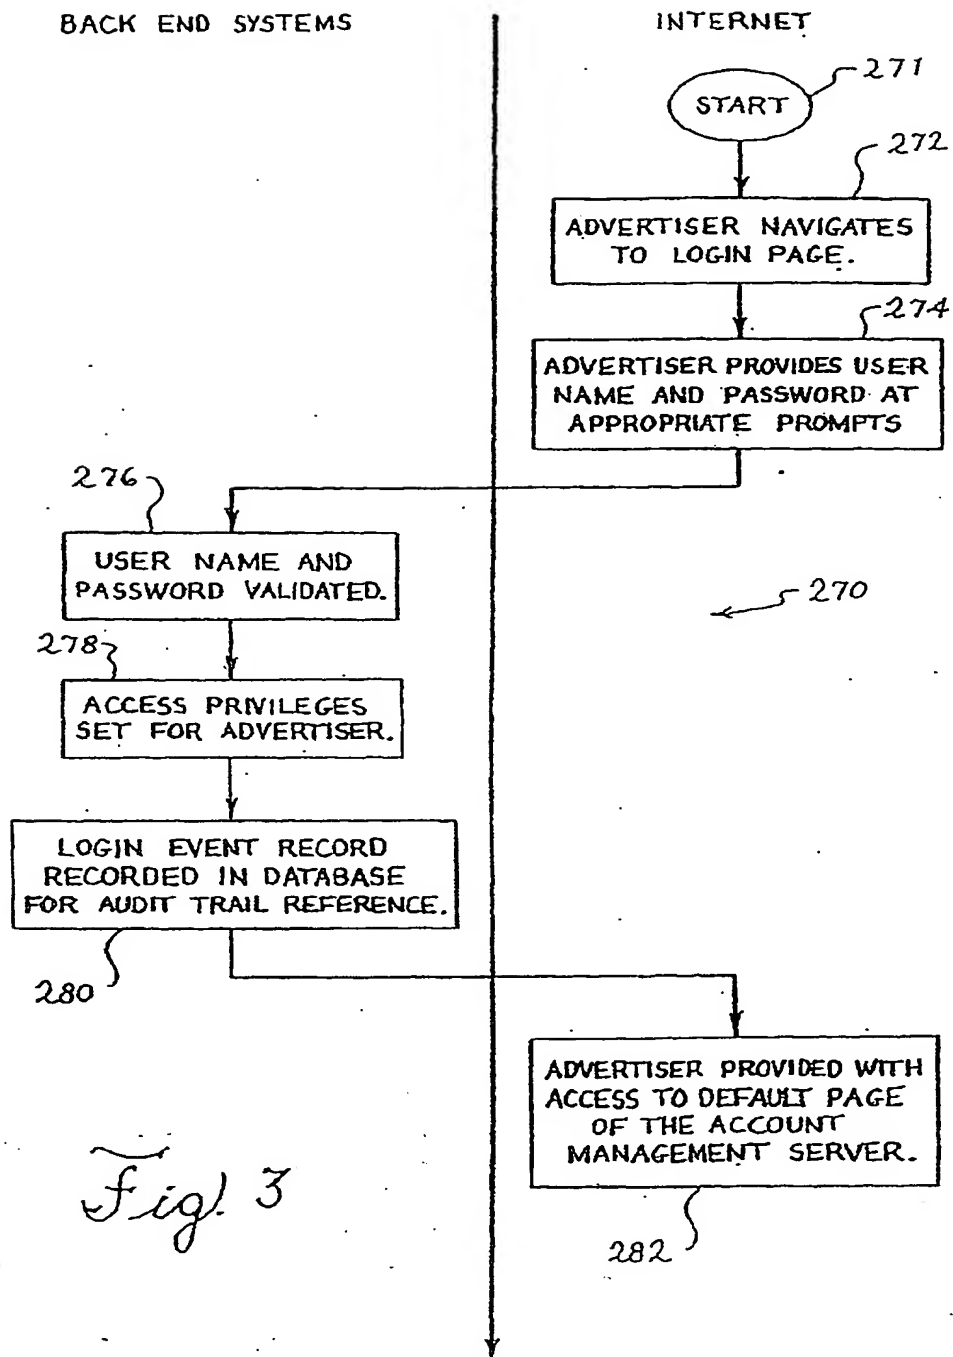 BACK END SYSTEMS
INTERNET
START
271
272
ADVERTISER NAVIGATES
TO LOGIN PAGE.
274
ADVERTISER PROVIDES USER
NAME AND PASSWORD AT
APPROPRIATE PROMPTS
276
USER NAME AND
PASSWORD VALIDATED.
270
278
ACCESS PRIVILEGES
SET FOR ADVERTISER.
LOGIN EVENT RECORD
RECORDED IN DATABASE
FOR AUDIT TRAIL REFERENCE.
280
ADVERTISER PROVIDED WITH
ACCESS TO DEFAULT PAGE
OF THE ACCOUNT
MANAGEMENT SERVER.
282
Fig. 3